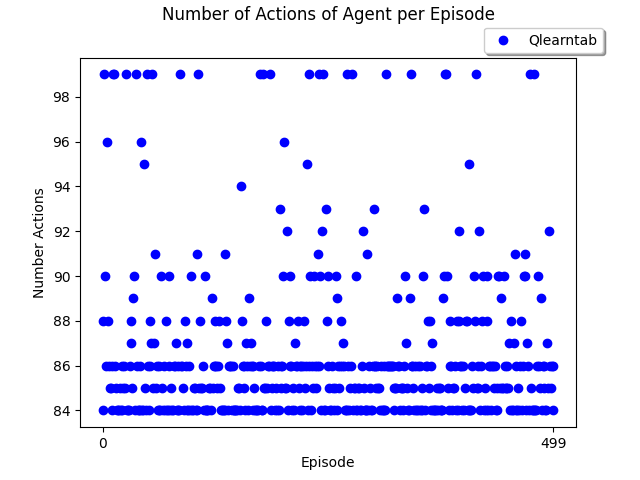 Number of Actions of Agent per Episode
Qlearntab
98
96
94
92
90
88
86
84
Number Actions
0
499
Episode